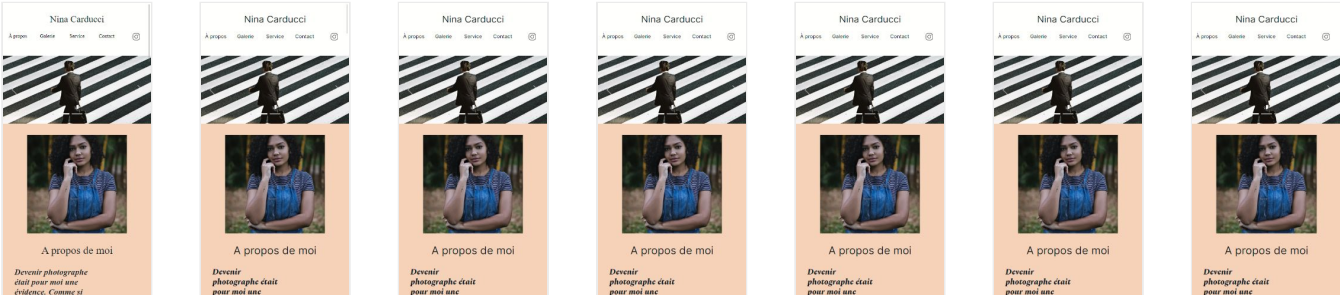 Nina Carducci
À propos Galerie Service Contact
A propos de moi
Devenir photographe
était pour moi une
évidence. Comme si
Nina Carducci
À propos Galerie Service Contact
A propos de moi
Devenir
photographe était
pour moi une
Nina Carducci
À propos Galerie Service Contact
A propos de moi
Devenir
photographe était
pour moi une
Nina Carducci
À propos Galerie Service Contact
A propos de moi
Devenir
photographe était
pour moi une
Nina Carducci
À propos Galerie Service Contact
A propos de moi
Devenir
photographe était
pour moi une
Nina Carducci
À propos Galerie Service Contact
A propos de moi
Devenir
photographe était
pour moi une
Nina Carducci
À propos Galerie Service Contact
A propos de moi
Devenir
photographe était
pour moi une